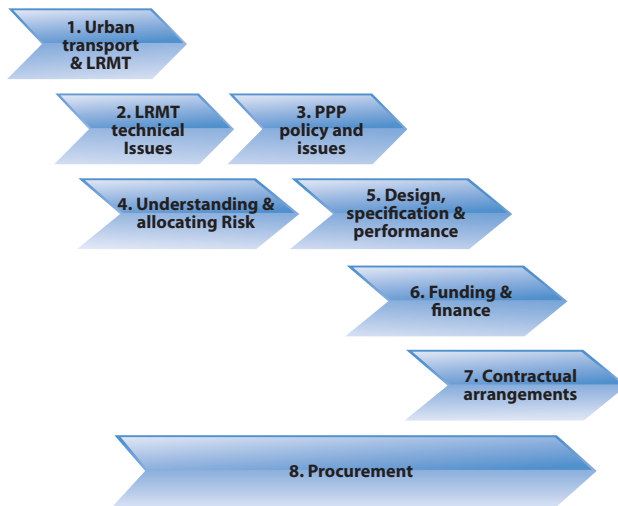 1. Urban
transport
& LRMT
2. LRMT
technical
Issues
3. PPP
policy and
issues
4. Understanding &
allocating Risk
5. Design,
specification &
performance
6. Funding &
finance
7. Contractual
arrangements
8. Procurement